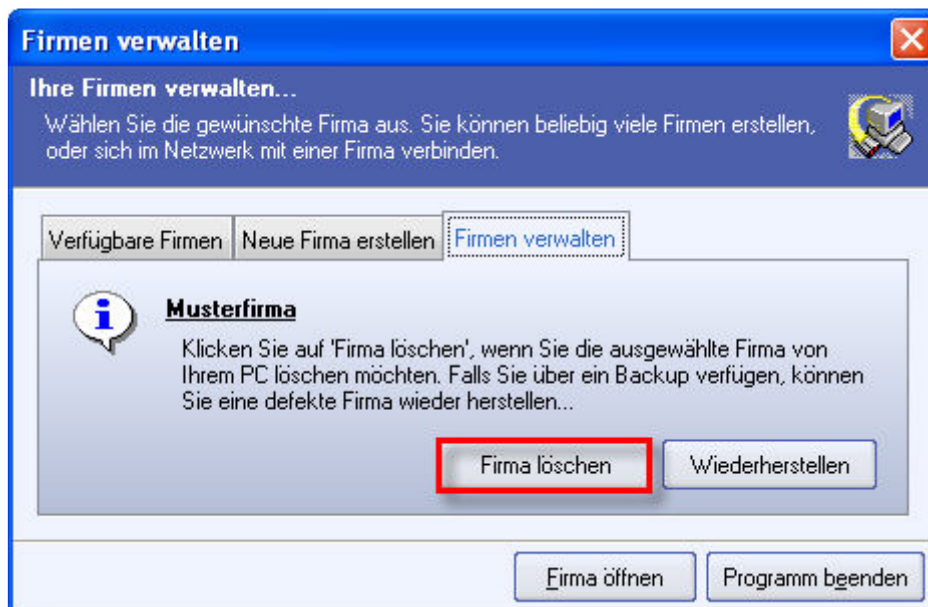 Firmen verwalten
Ihre Firmen verwalten...
Wählen Sie die gewünschte Firma aus. Sie können beliebig viele Firmen erstellen,
oder sich im Netzwerk mit einer Firma verbinden.
Verfügbare Firmen
Neue Firma erstellen
Firmen verwalten
Musterfirma
Klicken Sie auf 'Firma löschen', wenn Sie die ausgewählte Firma von
Ihrem PC löschen möchten. Falls Sie über ein Backup verfügen, können
Sie eine defekte Firma wieder herstellen...
Firma löschen
Wiederherstellen
Firma öffnen
Programm beenden